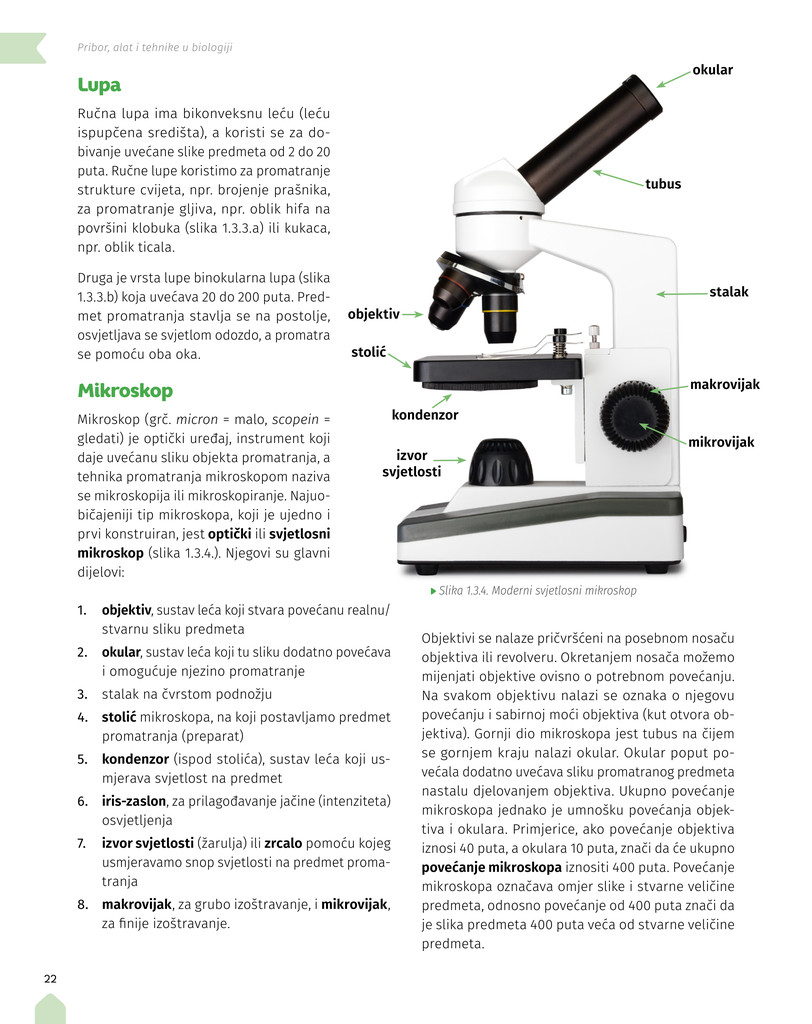 Pribor, alat i tehnike u biologiji
Lupa
Ručna lupa ima bikonveksnu leću (leću
ispupčena središta), a koristi se za do-
bivanje uvećane slike predmeta od 2 do 20
puta. Ručne lupe koristimo za promatranje
strukture cvijeta, npr. brojenje prašnika,
za promatranje gljiva, npr. oblik hifa na
površini klobuka (slika 1.3.3.a) ili kukaca,
npr. oblik ticala.
Druga je vrsta lupe binokularna lupa (slika
1.3.3.b) koja uvećava 20 do 200 puta. Pred-
met promatranja stavlja se na postolje,
osvjetljava se svjetlom odozdo, a promatra
se pomoću oba oka.
Mikroskop
Mikroskop (grč. micron = malo, scopein =
gledati) je optički uređaj, instrument koji
daje uvećanu sliku objekta promatranja, a
tehnika promatranja mikroskopom naziva
se mikroskopija ili mikroskopiranje. Najuo-
bičajeniji tip mikroskopa, koji je ujedno i
prvi konstruiran, jest optički ili svjetlosni
mikroskop (slika 1.3.4.). Njegovi su glavni
dijelovi:
1. objektiv, sustav leća koji stvara povećanu realnu/
stvarnu sliku predmeta
2. okular, sustav leća koji tu sliku dodatno povećava
i omogućuje njezino promatranje
3. stalak na čvrstom podnožju
4. stolić mikroskopa, na koji postavljamo predmet
promatranja (preparat)
5. kondenzor (ispod stolića), sustav leća koji us-
mjerava svjetlost na predmet
6. iris-zaslon, za prilagođavanje jačine (intenziteta)
osvjetljenja
7. izvor svjetlosti (žarulja) ili zrcalo pomoću kojeg
usmjeravamo snop svjetlosti na predmet proma-
tranja
8. makrovijak, za grubo izoštravanje, i mikrovijak,
za finije izoštravanje.
okular
tubus
stalak
objektiv
stolić
makrovijak
kondenzor
mikrovijak
izvor
svjetlosti
Slika 1.3.4. Moderni svjetlosni mikroskop
Objektivi se nalaze pričvršćeni na posebnom nosaču
objektiva ili revolveru. Okretanjem nosača možemo
mijenjati objektive ovisno o potrebnom povećanju.
Na svakom objektivu nalazi se oznaka o njegovu
povećanju i sabirnoj moći objektiva (kut otvora ob-
jektiva). Gornji dio mikroskopa jest tubus na čijem
se gornjem kraju nalazi okular. Okular poput po-
većala dodatno uvećava sliku promatranog predmeta
nastalu djelovanjem objektiva. Ukupno povećanje
mikroskopa jednako je umnošku povećanja objek-
tiva i okulara. Primjerice, ako povećanje objektiva
iznosi 40 puta, a okulara 10 puta, znači da će ukupno
povećanje mikroskopa iznositi 400 puta. Povećanje
mikroskopa označava omjer slike i stvarne veličine
predmeta, odnosno povećanje od 400 puta znači da
je slika predmeta 400 puta veća od stvarne veličine
predmeta.
22